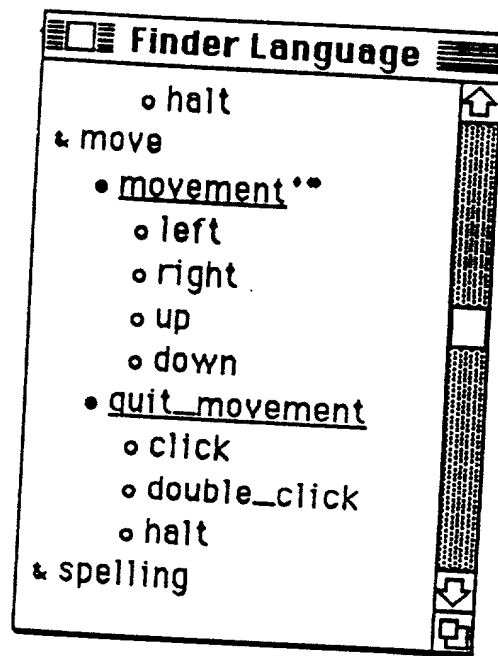 Finder Language
o halt
& move
• movement
o left
o right
o up
o down
• quit_movement
o click
o double_click
o halt
& spelling